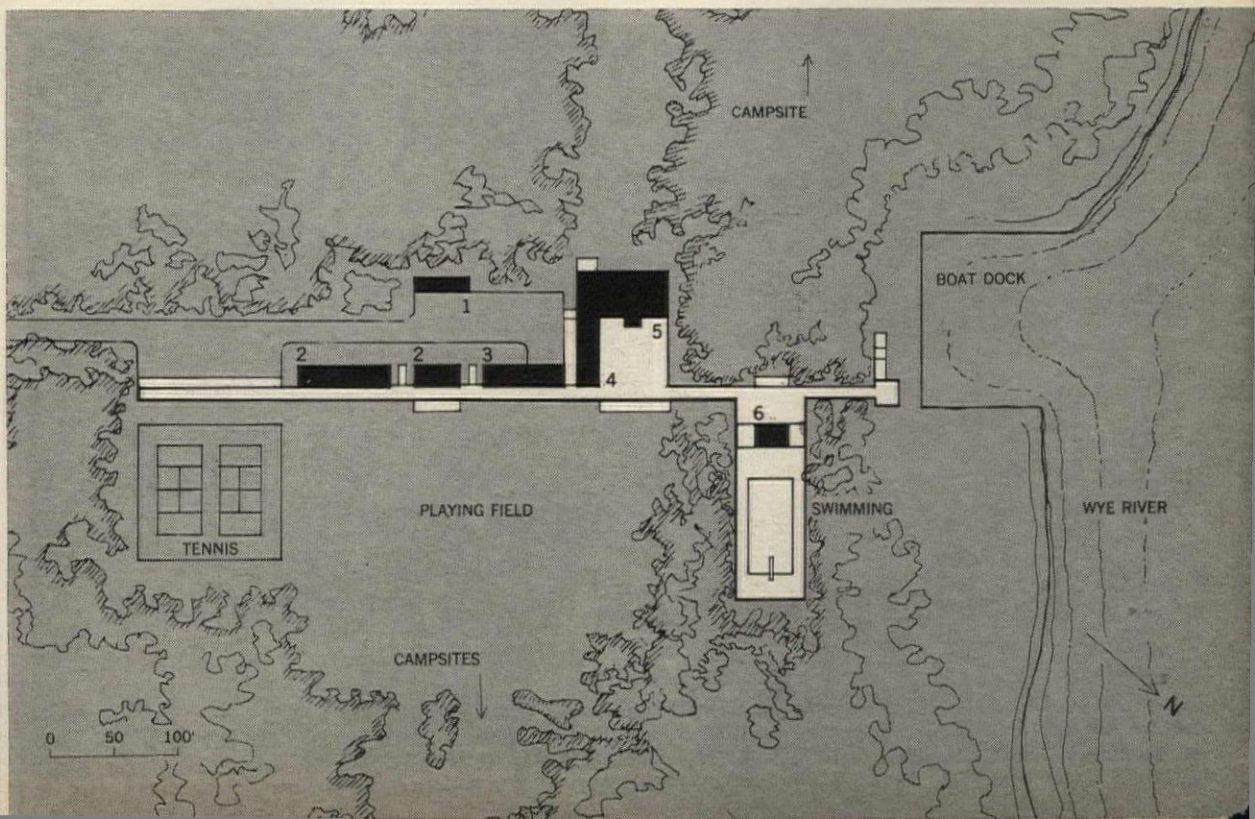 CAMPSITE
BOAT DOCK
1
5
2 2 3
4
6
PLAYING FIELD
SWIMMING
WYE RIVER
TENNIS
CAMPSITES
N
0 50 100'